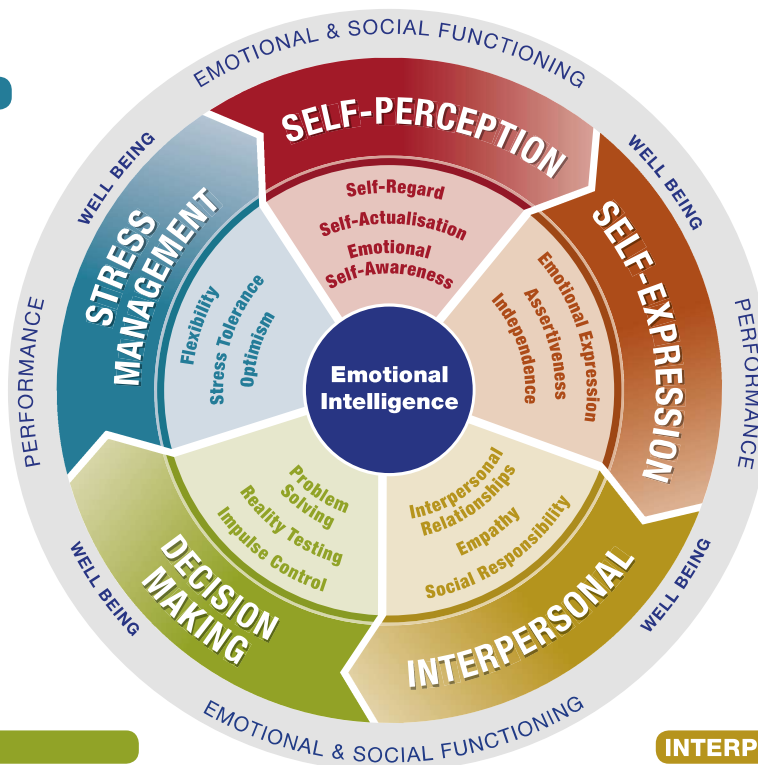 EMOTIONAL & SOCIAL FUNCTIONING
WELL BEING
WELL BEING
PERFORMANCE
PERFORMANCE
WELL BEING
WELL BEING
EMOTIONAL & SOCIAL FUNCTIONING
SELF-PERCEPTION
Self-Regard
Self-Actualisation
Emotional
Self-Awareness
SELF-EXPRESSION
Emotional Expression
Assertiveness
Independence
INTERPERSONAL
Interpersonal
Relationships
Empathy
Social Responsibility
DECISION
MAKING
Problem
Solving
Reality Testing
Impulse Control
STRESS
MANAGEMENT
Flexibility
Stress Tolerance
Optimism
Emotional
Intelligence
INTERP